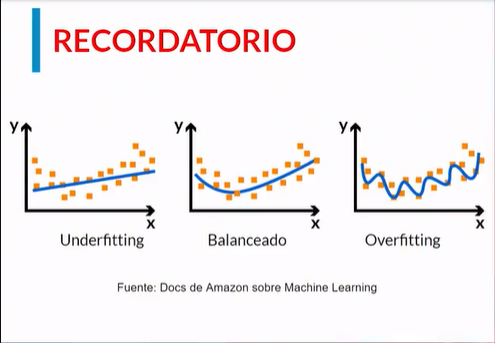 RECORDATORIO
y
x
Underfitting
y
x
Balanceado
y
x
Overfitting
Fuente: Docs de Amazon sobre Machine Learning